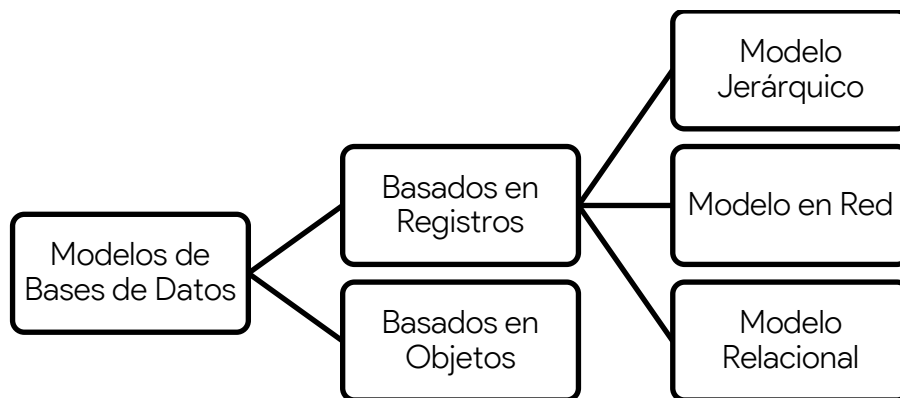 Modelos de
Bases de Datos
Basados en
Registros
Basados en
Objetos
Modelo
Jerárquico
Modelo en Red
Modelo
Relacional